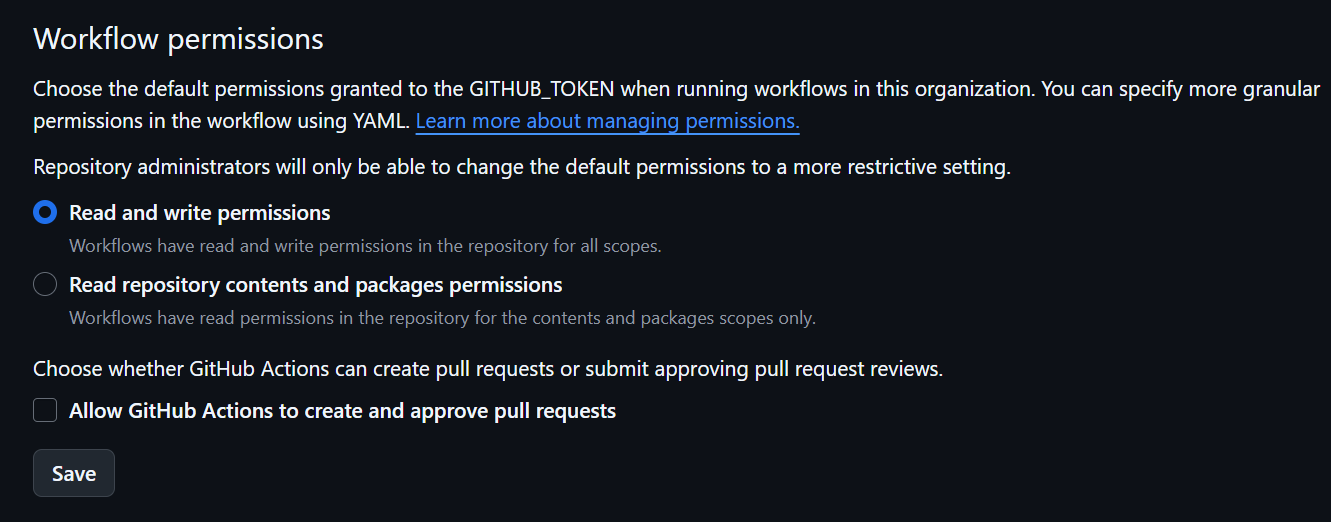 Workflow permissions
Choose the default permissions granted to the GITHUB_TOKEN when running workflows in this organization. You can specify more granular
permissions in the workflow using YAML. Learn more about managing permissions.
Repository administrators will only be able to change the default permissions to a more restrictive setting.
Read and write permissions
Workflows have read and write permissions in the repository for all scopes.
Read repository contents and packages permissions
Workflows have read permissions in the repository for the contents and packages scopes only.
Choose whether GitHub Actions can create pull requests or submit approving pull request reviews.
Allow GitHub Actions to create and approve pull requests
Save